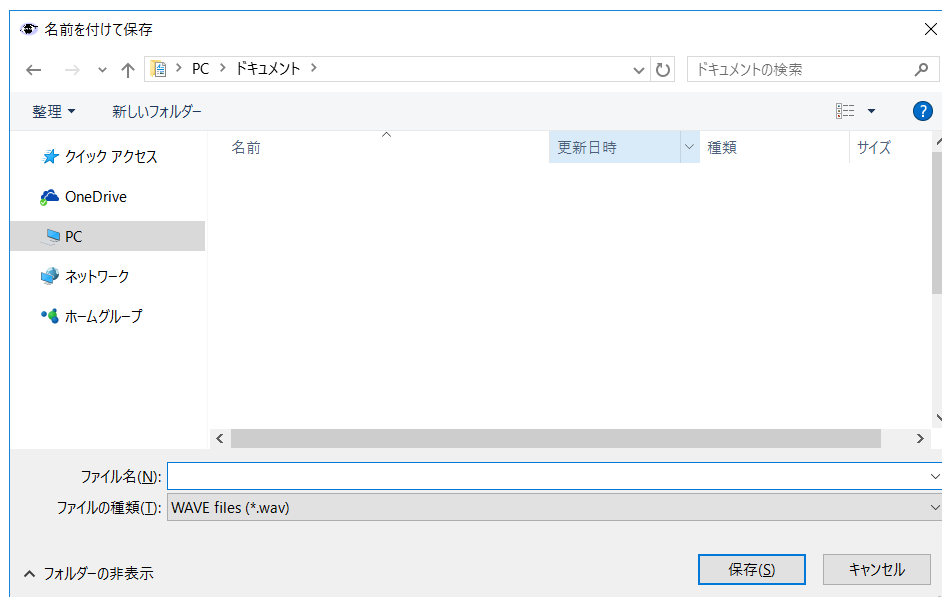 名前を付けて保存
PC ドキュメント ドキュメントの検索
整理 新しいフォルダー
名前 更新日時 種類 サイズ
クイック アクセス
OneDrive
PC
ネットワーク
ホームグループ
ファイル名(N):
ファイルの種類(T): WAVE files (*.wav)
フォルダーの非表示 保存(S) キャンセル